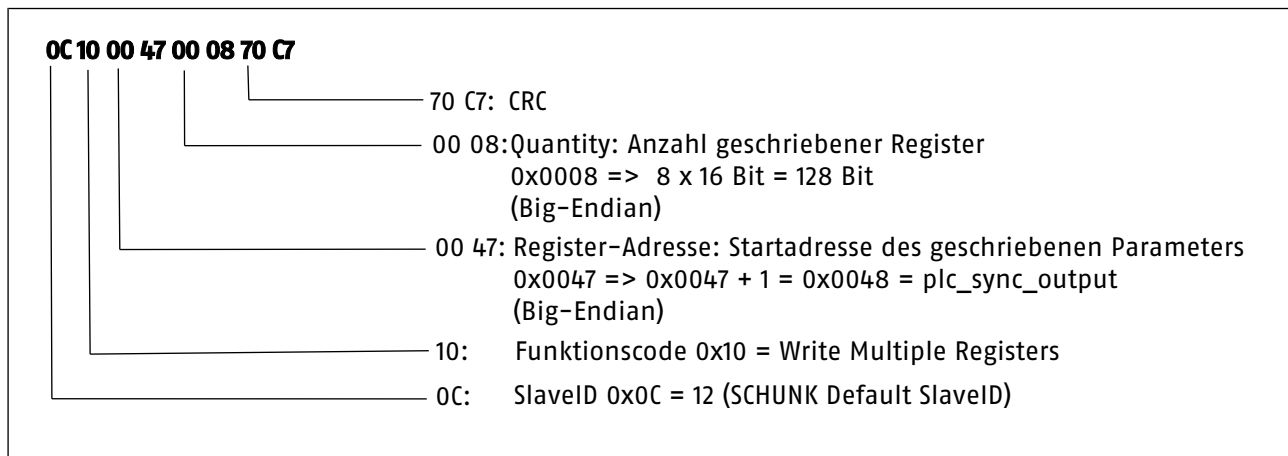 0C 10 00 47 00 08 70 C7
70 C7: CRC
00 08: Quantity: Anzahl geschriebener Register
0x0008 => 8 x 16 Bit = 128 Bit
(Big-Endian)
00 47: Register-Adresse: Startadresse des geschriebenen Parameters
0x0047 => 0x0047 + 1 = 0x0048 = plc_sync_output
(Big-Endian)
10: Funktionscode 0x10 = Write Multiple Registers
0C: SlaveID 0x0C = 12 (SCHUNK Default SlaveID)